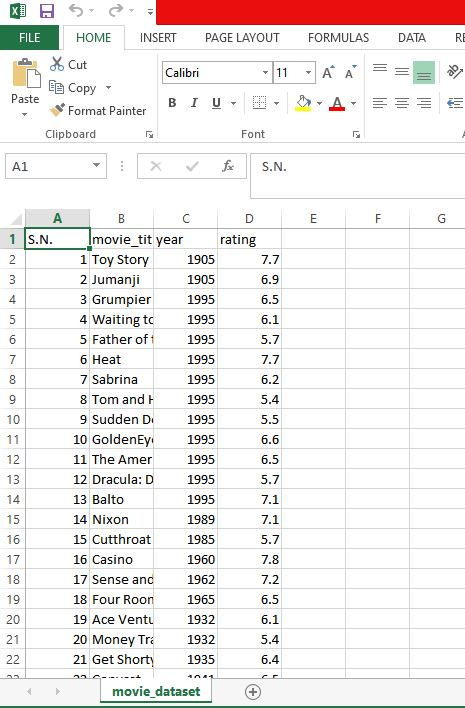 FILE HOME INSERT PAGE LAYOUT FORMULAS DATA
Cut
Calibri 11 A A
Copy
Paste
B I U A
Format Painter
Clipboard Font
A1 fx S.N.
A B C D E F G
1 S.N. movie_tit year rating
2 1 Toy Story 1905 7.7
3 2 Jumanji 1905 6.9
4 3 Grumpier 1995 6.5
5 4 Waiting to 1995 6.1
6 5 Father of 1995 5.7
7 6 Heat 1995 7.7
8 7 Sabrina 1995 6.2
9 8 Tom and 1995 5.4
10 9 Sudden 1995 5.5
11 10 GoldenEy 1995 6.6
12 11 The Amer 1995 6.5
13 12 Dracula: D 1995 5.7
14 13 Balto 1995 7.1
15 14 Nixon 1989 7.1
16 15 Cutthroat 1985 5.7
17 16 Casino 1960 7.8
18 17 Sense and 1962 7.2
19 18 Four Roon 1965 6.5
20 19 Ace Ventu 1932 6.1
21 20 Money Tra 1932 5.4
22 21 Get Shorty 1935 6.4
movie_dataset